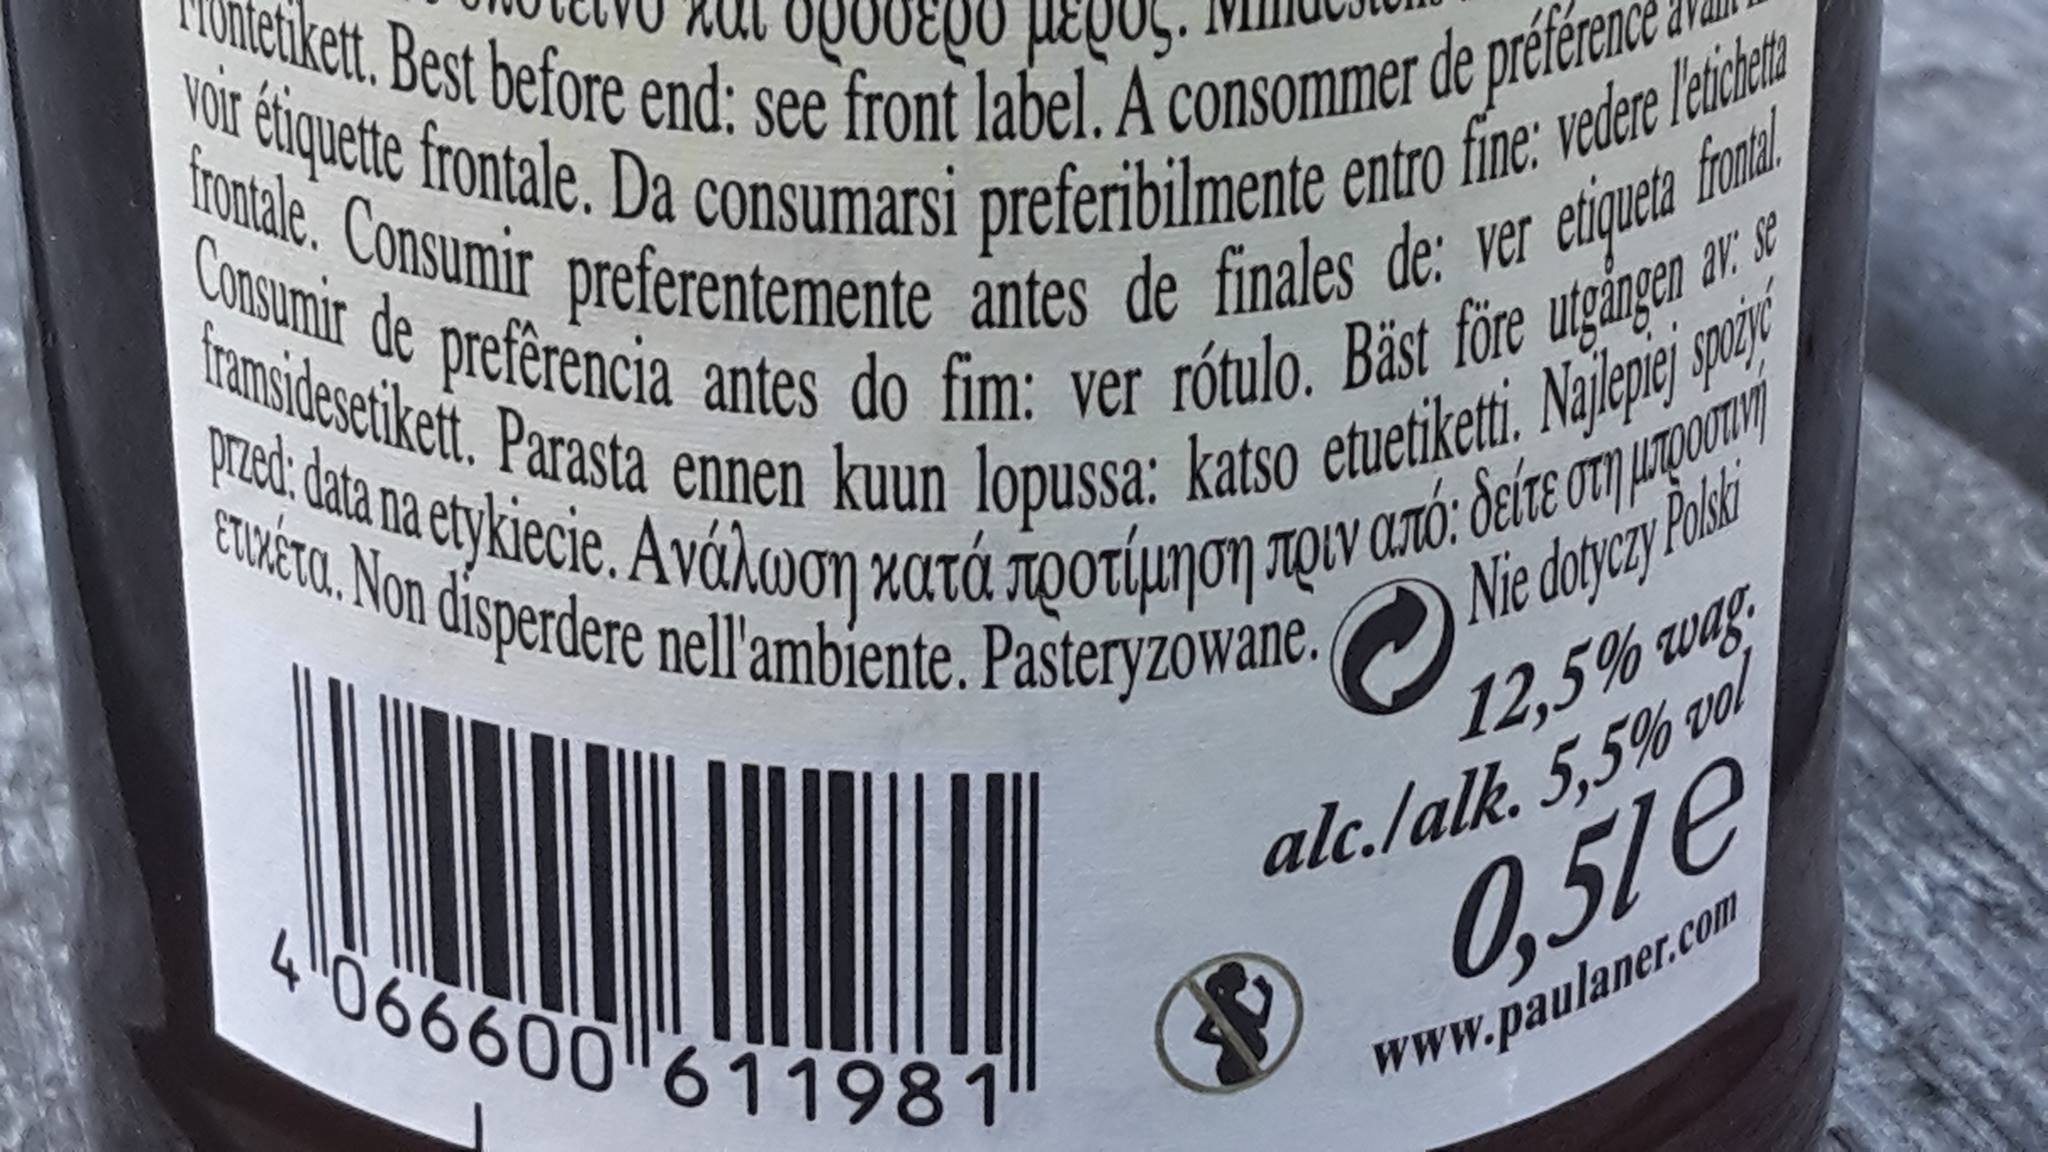 και δροσερό μέρος.
Frontetikett. Best before end: see front label. A consommer de préférence
voir étiquette frontale. Da consumarsi preferibilmente entro fine: vedere l'etichetta
frontale. Consumir preferentemente antes de finales de: ver etiqueta frontal.
Consumir de prefêrencia antes do fim: ver rótulo. Bäst före utgången av: se
framsidesetikett. Parasta ennen kuun lopussa: katso etuetiketti. Najlepiej spożyć
przed: data na etykiecie. Ανάλωση κατά προτίμηση πριν από: δείτε στη μπροστινή
ετικέτα. Non disperdere nell'ambiente. Pasteryzowane. Nie dotyczy Polski
12,5% wag.
alc./alk. 5,5% vol
0,5l e
www.paulaner.com
4 066600 611981